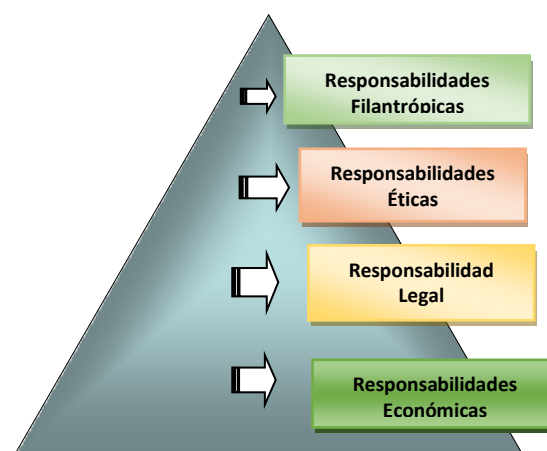 Responsabilidades
Filantrópicas
Responsabilidades
Éticas
Responsabilidad
Legal
Responsabilidades
Económicas